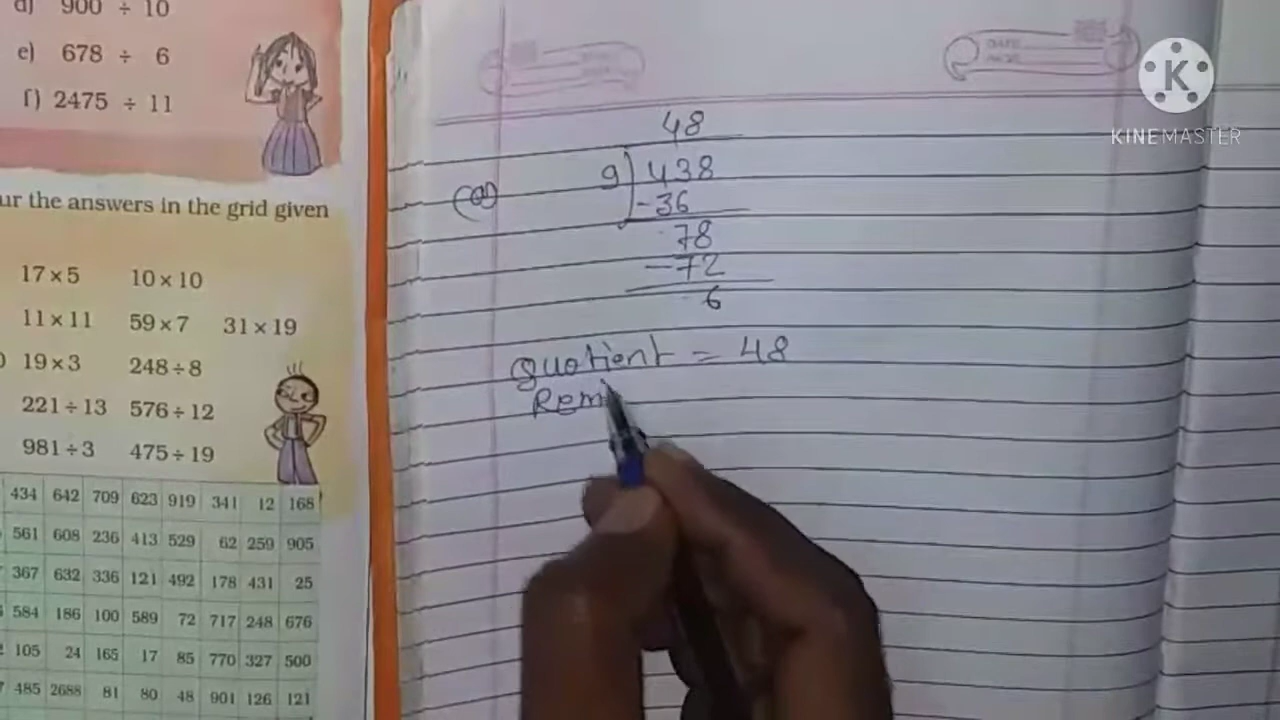 d) 900 ÷ 10
e) 678 ÷ 6
f) 2475 ÷ 11
ur the answers in the grid given
17 × 5 10 × 10
11 × 11 59 × 7 31 × 19
19 × 3 248 ÷ 8
221 ÷ 13 576 ÷ 12
981 ÷ 3 475 ÷ 19
434 642 709 623 919 341 12 168
561 608 236 413 529 62 259 905
367 632 336 121 492 178 431 25
584 186 100 589 72 717 248 676
105 24 165 17 85 770 327 500
485 2688 81 80 48 901 126 121
K
KINEMASTER
48
(a) 9 438
-36
78
-72
6
Quotient = 48
Rem